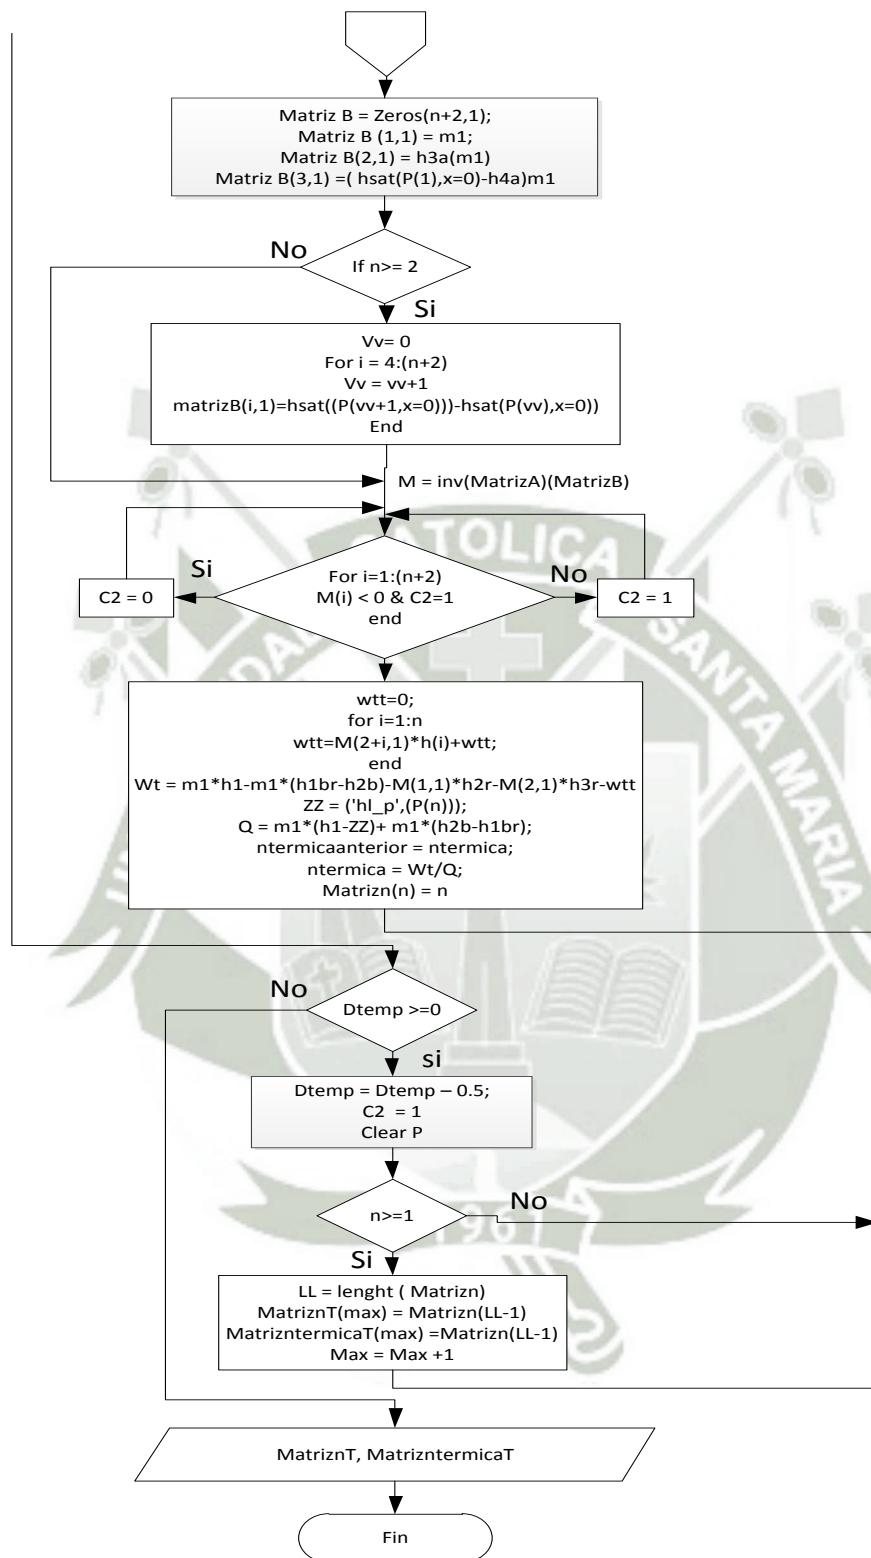 Matriz B = Zeros(n+2,1);
Matriz B (1,1) = m1;
Matriz B(2,1) = h3a(m1)
Matriz B(3,1) =( hsat(P(1),x=0)-h4a)m1
No
If n>= 2
Si
Vv= 0
For i = 4:(n+2)
Vv = vv+1
matrizB(i,1)=hsat((P(vv+1,x=0)))-hsat(P(vv),x=0))
End
M = inv(MatrizA)(MatrizB)
Si
For i=1:(n+2)
M(i) < 0 & C2=1
end
No
C2 = 0
C2 = 1
wtt=0;
for i=1:n
wtt=M(2+i,1)*h(i)+wtt;
end
Wt = m1*h1-m1*(h1br-h2b)-M(1,1)*h2r-M(2,1)*h3r-wtt
ZZ = ('hl_p',(P(n)));
Q = m1*(h1-ZZ)+ m1*(h2b-h1br);
ntermicaanterior = ntermica;
ntermica = Wt/Q;
Matrizn(n) = n
No
Dtemp >=0
si
Dtemp = Dtemp – 0.5;
C2  = 1
Clear P
n>=1
No
Si
LL = lenght ( Matrizn)
MatriznT(max) = Matrizn(LL-1)
MatrizntermicaT(max) =Matrizn(LL-1)
Max = Max +1
MatriznT, MatrizntermicaT
Fin
CATOLICA
SANTA MARIA
1961